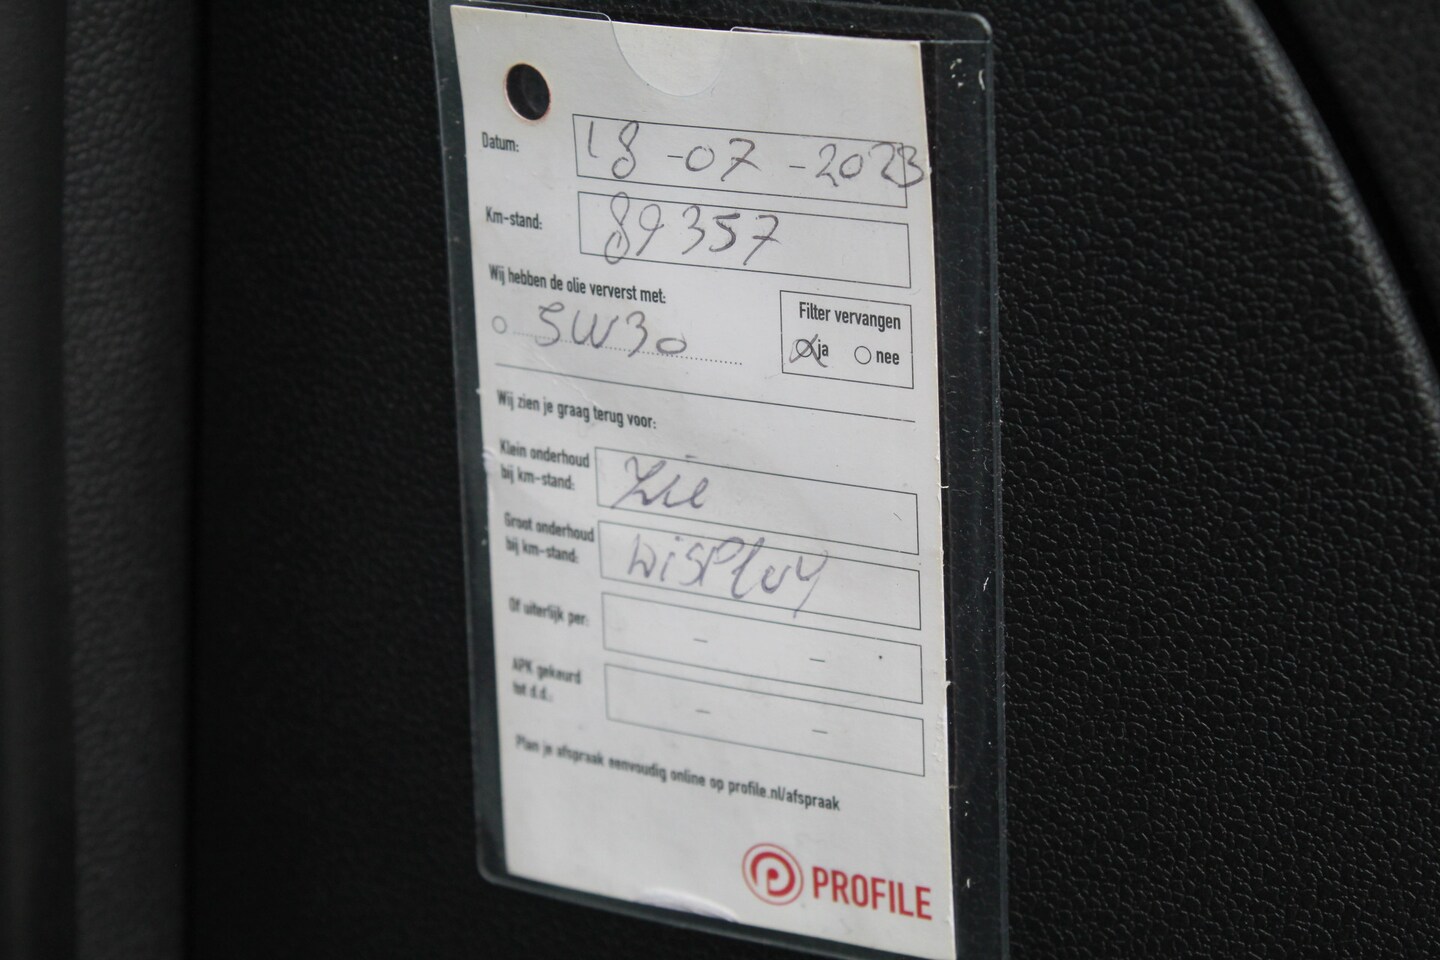 Datum: 18-07-2023
Km-stand: 89357
Wij hebben de olie ververst met:
5W30
Filter vervangen
ja nee
Wij zien je graag terug voor:
Klein onderhoud
bij km-stand: Zie
Groot onderhoud
bij km-stand: DISPlay
Of uiterlijk per: - -
APK gekeurd
tot d.d.: - -
Plan je afspraak eenvoudig online op profile.nl/afspraak
PROFILE